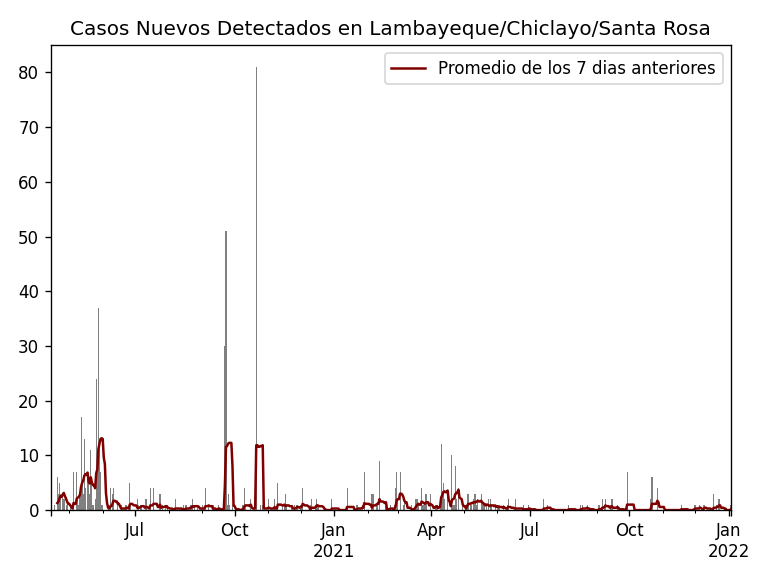 Casos Nuevos Detectados en Lambayeque/Chiclayo/Santa Rosa
Promedio de los 7 dias anteriores
80
70
60
50
40
30
20
10
0
Jul
Oct
Jan
2021
Apr
Jul
Oct
Jan
2022